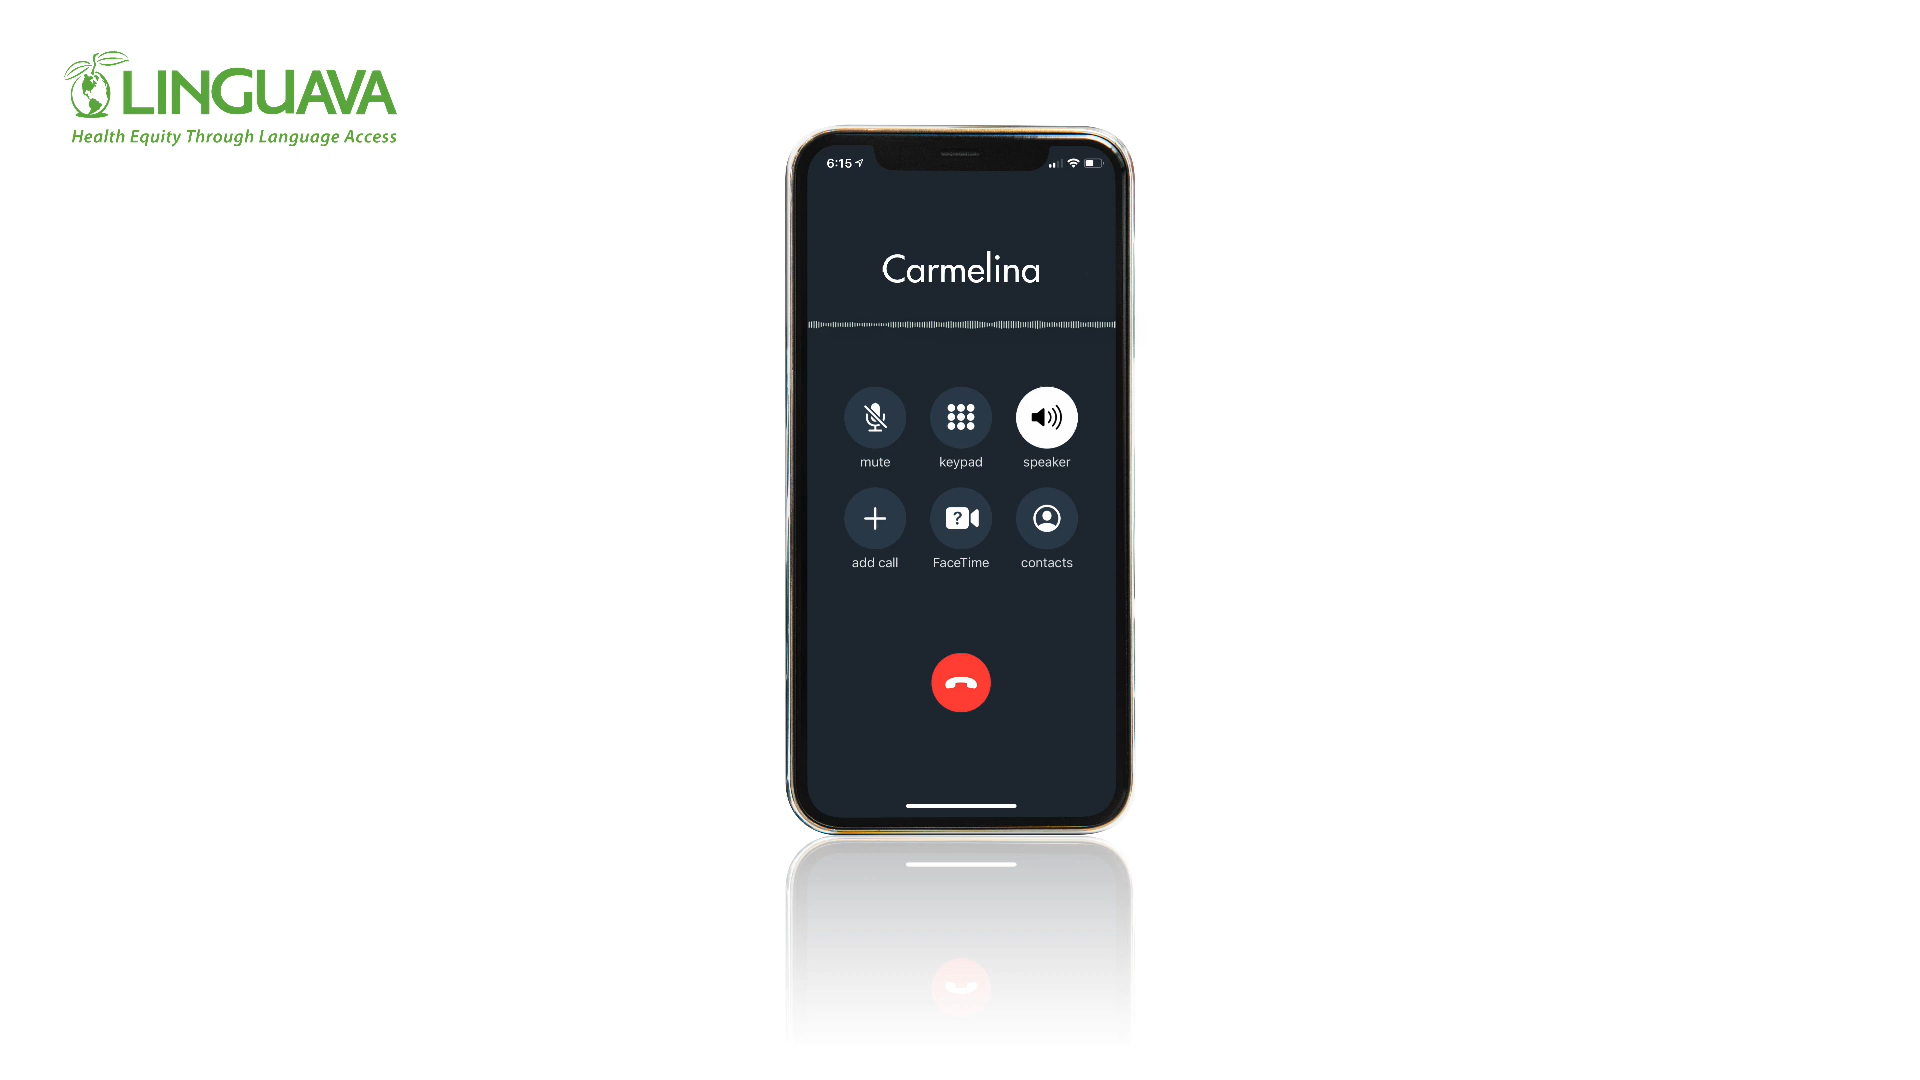 LINGUAVA
Health Equity Through Language Access
6:15
Carmelina
mute keypad speaker
add call FaceTime contacts